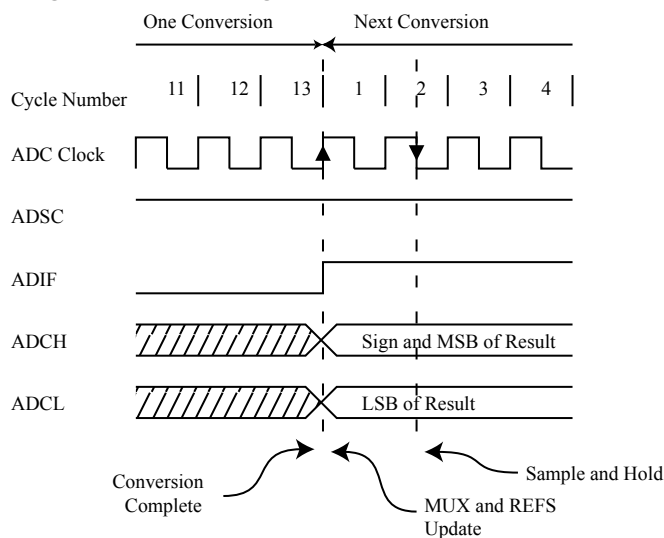 One Conversion Next Conversion
Cycle Number 11 12 13 1 2 3 4
ADC Clock
ADSC
ADIF
ADCH Sign and MSB of Result
ADCL LSB of Result
Conversion
Complete
MUX and REFS
Update
Sample and Hold